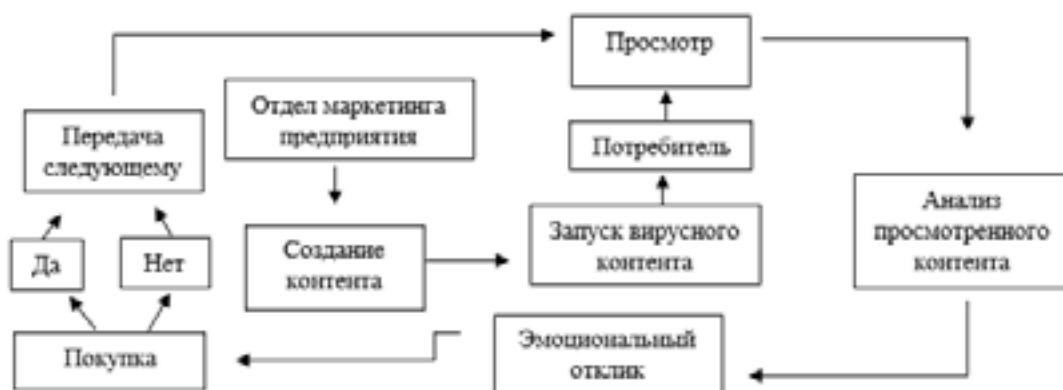 Просмотр
Отдел маркетинга
предприятия
Передача
следующему
Потребитель
Анализ
просмотренного
контента
Запуск вирусного
контента
Создание
контента
Да
Нет
Эмоциональный
отклик
Покупка